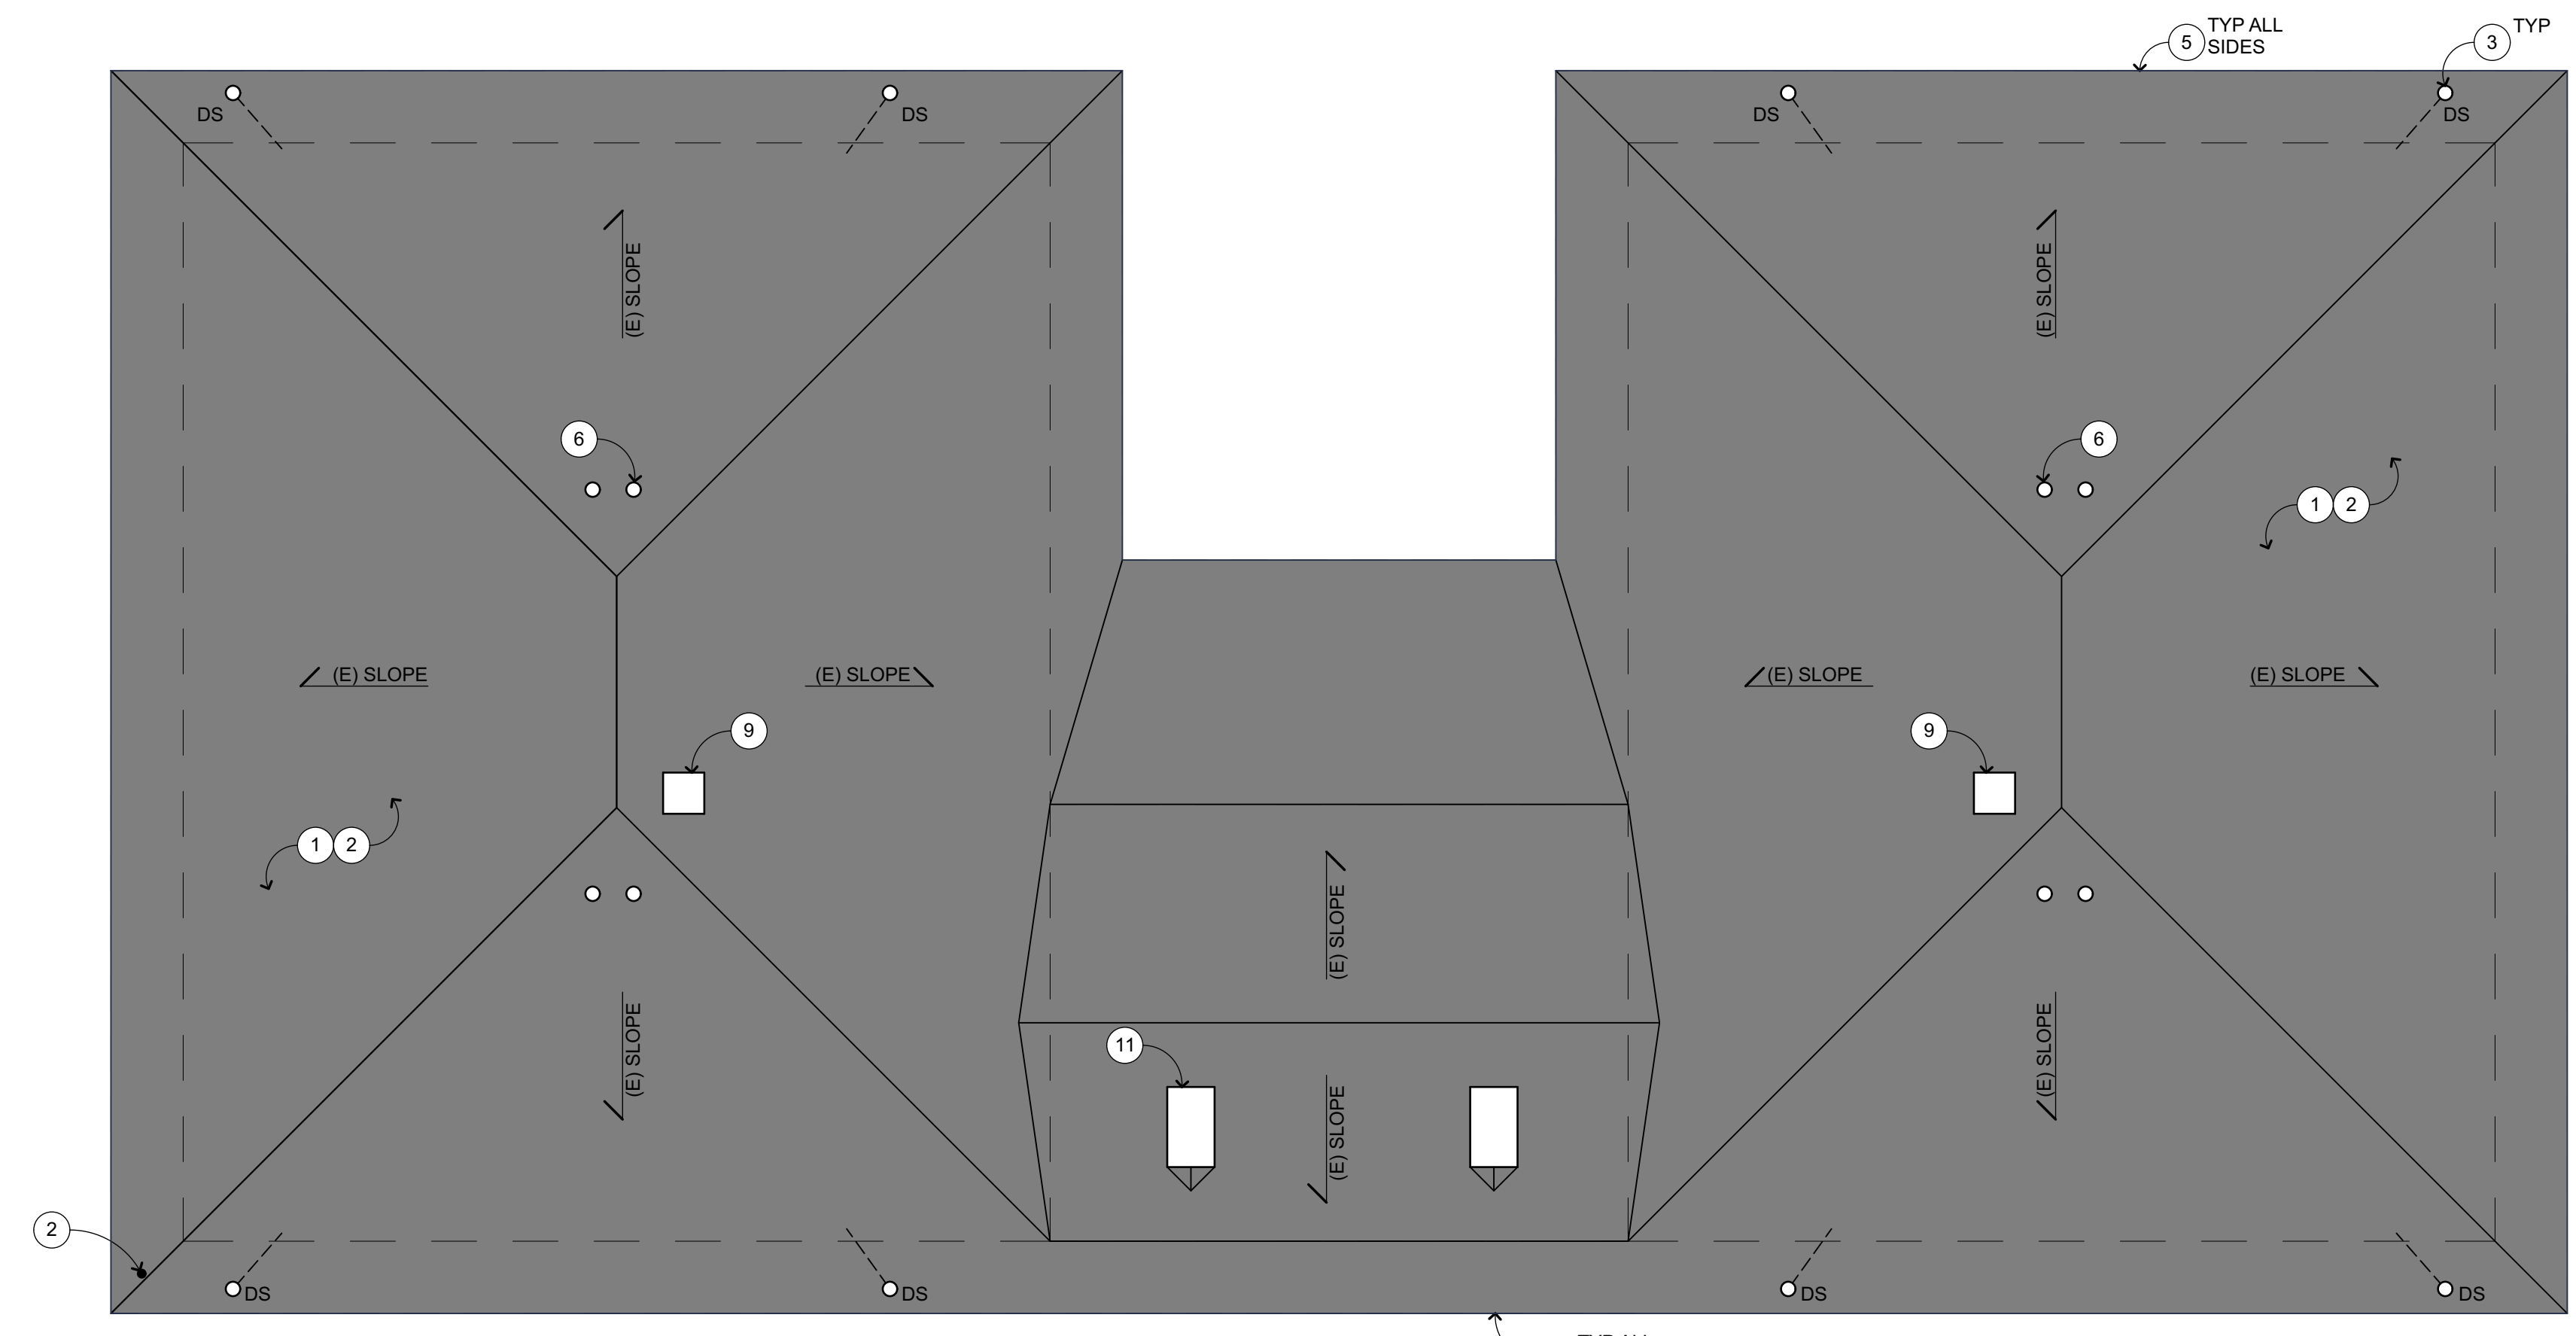 5 TYP ALL
SIDES
3 TYP
DS
DS
DS
DS
(E) SLOPE
(E) SLOPE
6
6
1 2
(E) SLOPE
(E) SLOPE
(E) SLOPE
(E) SLOPE
9
9
1 2
(E) SLOPE
(E) SLOPE
(E) SLOPE
11
(E) SLOPE
2
DS
DS
DS
DS